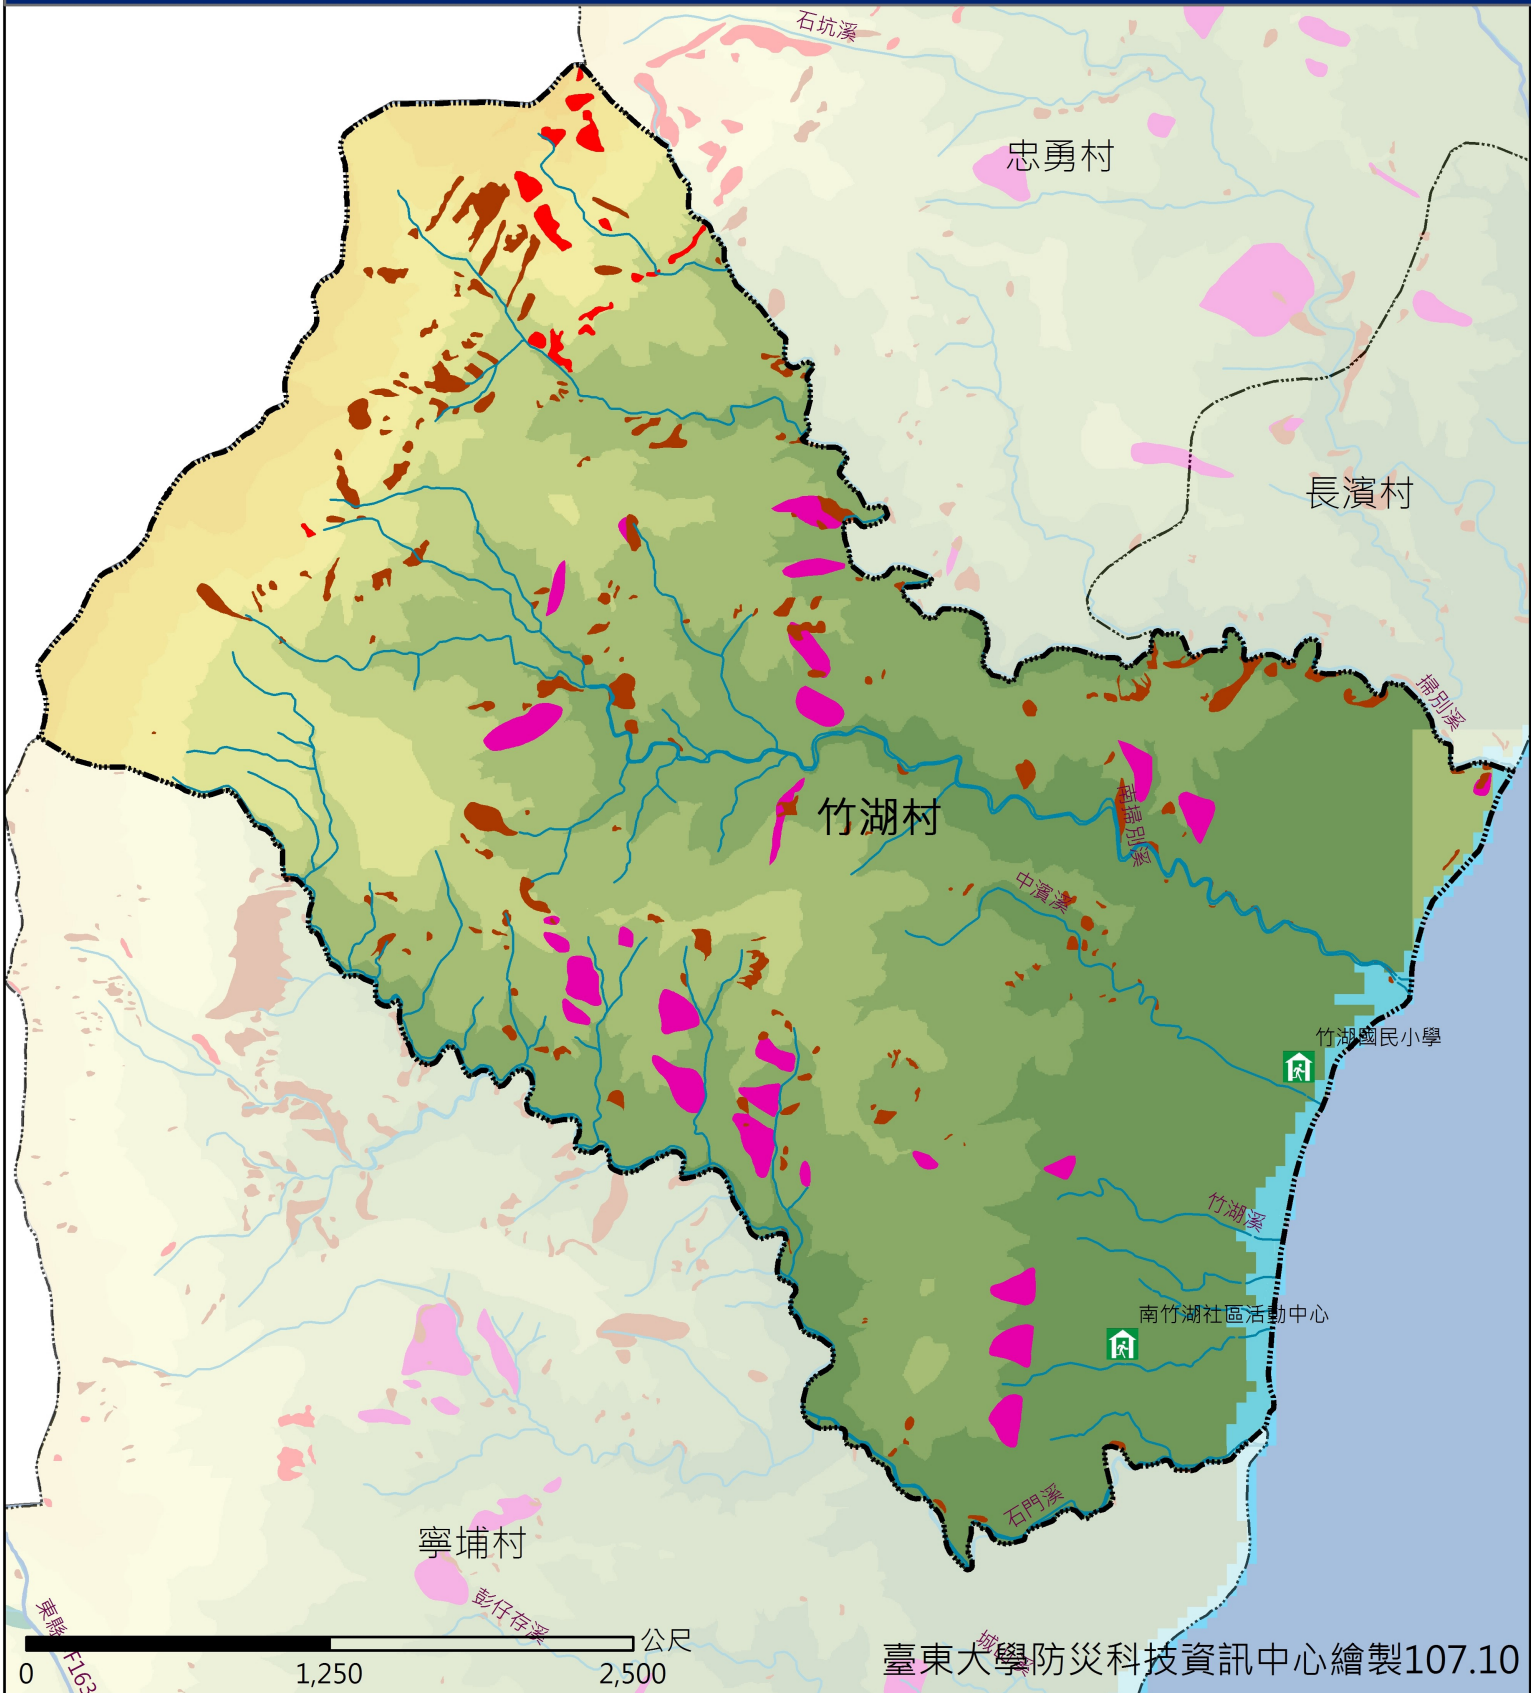 石坑溪
忠勇村
長濱村
掃別溪
竹湖村
南掃別溪
中濱溪
竹湖國民小學
竹湖溪
南竹湖社區活動中心
石門溪
寧埔村
彭仔存溪
公尺
0 1,250 2,500
臺東大學防災科技資訊中心繪製107.10